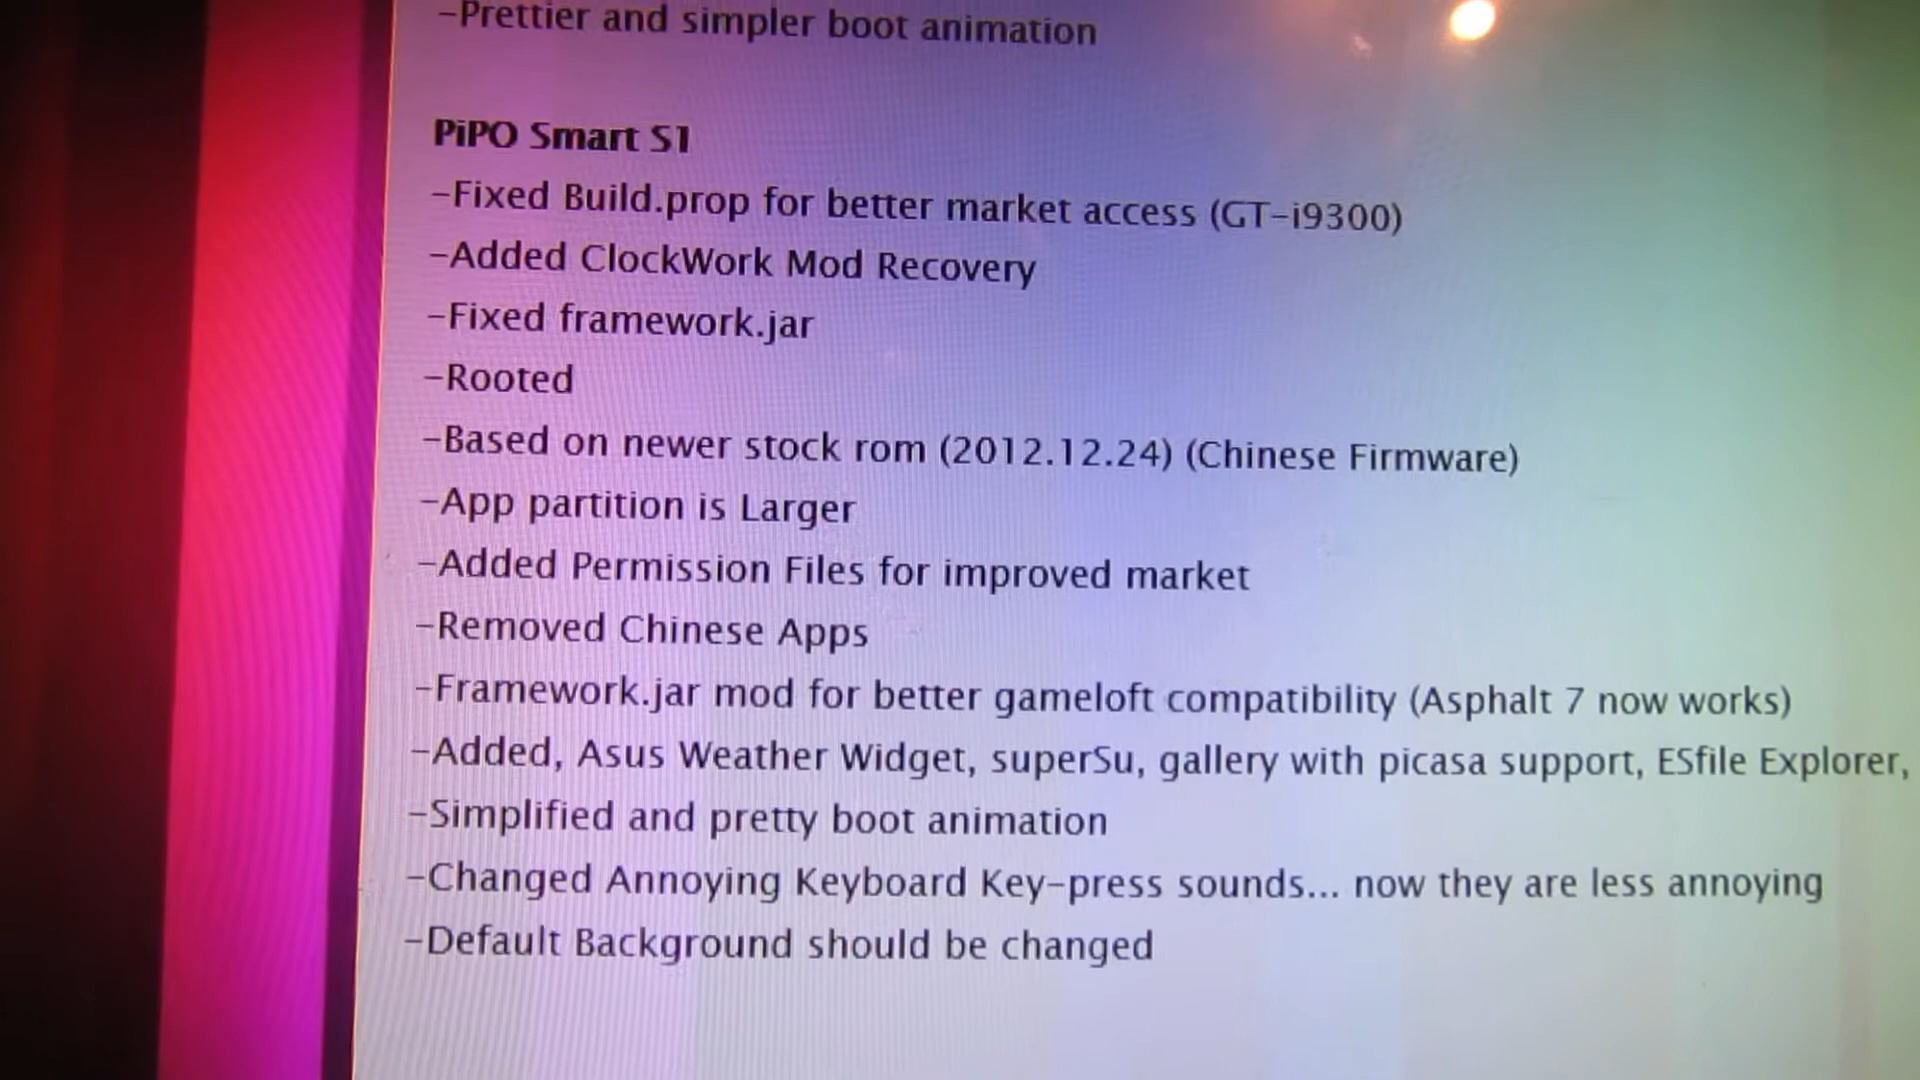 -Prettier and simpler boot animation
PiPO Smart S1
-Fixed Build.prop for better market access (GT-i9300)
-Added ClockWork Mod Recovery
-Fixed framework.jar
-Rooted
-Based on newer stock rom (2012.12.24) (Chinese Firmware)
-App partition is Larger
-Added Permission Files for improved market
-Removed Chinese Apps
-Framework.jar mod for better gameloft compatibility (Asphalt 7 now works)
-Added, Asus Weather Widget, superSu, gallery with picasa support, ESfile Explorer,
-Simplified and pretty boot animation
-Changed Annoying Keyboard Key-press sounds... now they are less annoying
-Default Background should be changed